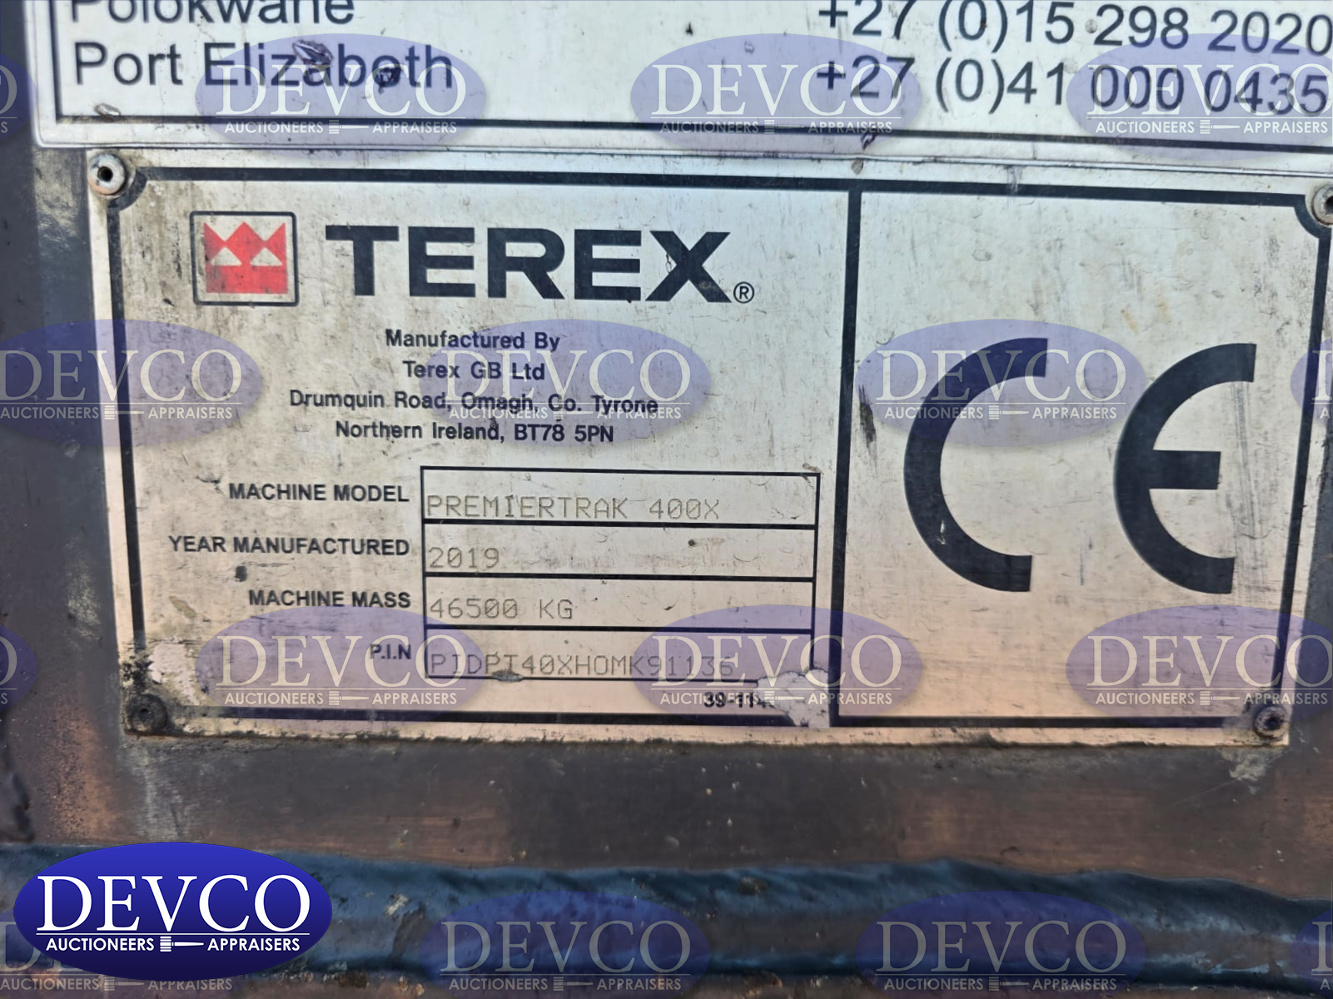 Polokwane +27 (0)15 298 2020
Port Elizabeth +27 (0)41 000 0435
TEREX®
Manufactured By
Terex GB Ltd
Drumquin Road, Omagh, Co. Tyrone
Northern Ireland, BT78 5PN
MACHINE MODEL PREMIERTRAK 400X
YEAR MANUFACTURED 2019
MACHINE MASS 46500 KG
P.I.N PIDPT40XHOMK91136
CE
DEVCO
AUCTIONEERS APPRAISERS